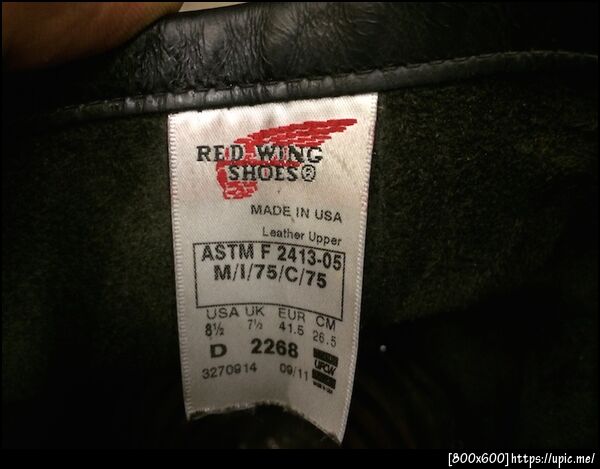 RED WING
SHOES®
MADE IN USA
Leather Upper
ASTM F 2413-05
M/I/75/C/75
USA UK EUR CM
8½ 7½ 41.5 26.5
D 2268
UPCW
3270914 09/11
[800x600]https://upic.me/